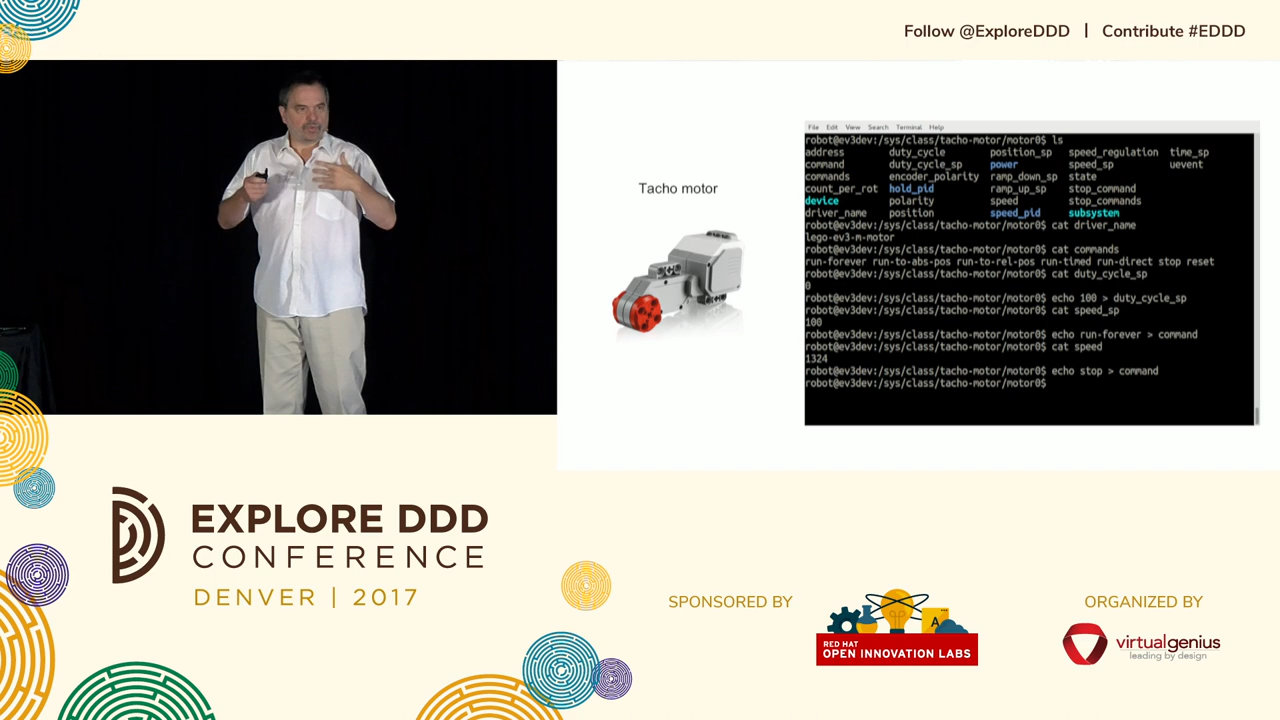 Follow @ExploreDDD | Contribute #EDDD
Tacho motor
File Edit View Search Terminal Help
robot@ev3dev:/sys/class/tacho-motor/motor0$ ls
address duty_cycle position_sp speed_regulation time_sp
command duty_cycle_sp power speed_sp uevent
commands encoder_polarity ramp_down_sp state
count_per_rot hold_pid ramp_up_sp stop_command
device polarity speed stop_commands
driver_name position speed_pid subsystem
robot@ev3dev:/sys/class/tacho-motor/motor0$ cat driver_name
lego-ev3-m-motor
robot@ev3dev:/sys/class/tacho-motor/motor0$ cat commands
run-forever run-to-abs-pos run-to-rel-pos run-timed run-direct stop reset
robot@ev3dev:/sys/class/tacho-motor/motor0$ cat duty_cycle_sp
0
robot@ev3dev:/sys/class/tacho-motor/motor0$ echo 100 > duty_cycle_sp
robot@ev3dev:/sys/class/tacho-motor/motor0$ cat speed_sp
100
robot@ev3dev:/sys/class/tacho-motor/motor0$ echo run-forever > command
robot@ev3dev:/sys/class/tacho-motor/motor0$ cat speed
1324
robot@ev3dev:/sys/class/tacho-motor/motor0$ echo stop > command
robot@ev3dev:/sys/class/tacho-motor/motor0$
EXPLORE DDD
CONFERENCE
DENVER | 2017
SPONSORED BY
RED HAT
OPEN INNOVATION LABS
A
ORGANIZED BY
virtualgenius
leading by design